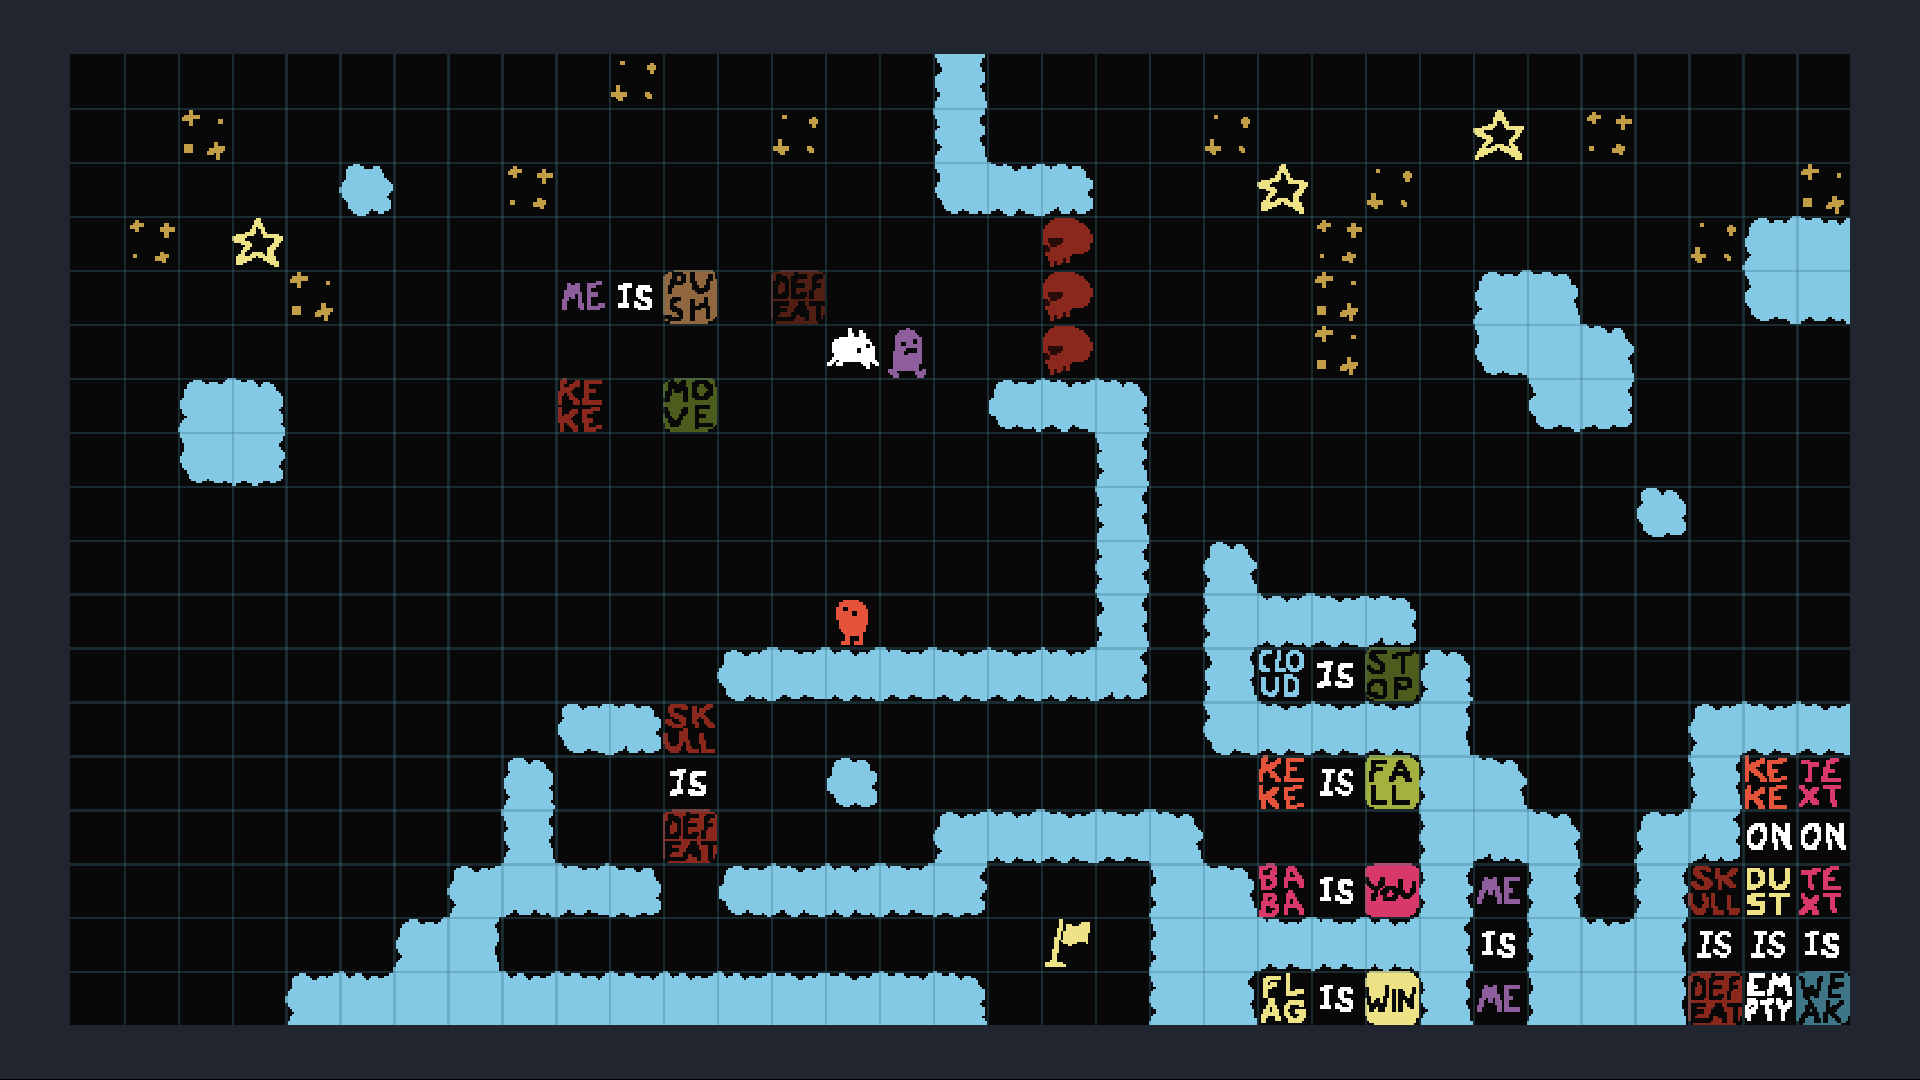 ME IS PUSH DEFEAT
KEKE MOVE
CLOUD IS STOP
SKULL
IS
DEFEAT
KEKE IS FALL
BABA IS YOU
FLAG IS WIN
ME
IS
ME
KEKE TEXT
ON ON
SKULL DUST TEXT
IS IS IS
DEFEAT EMPTY WEAK